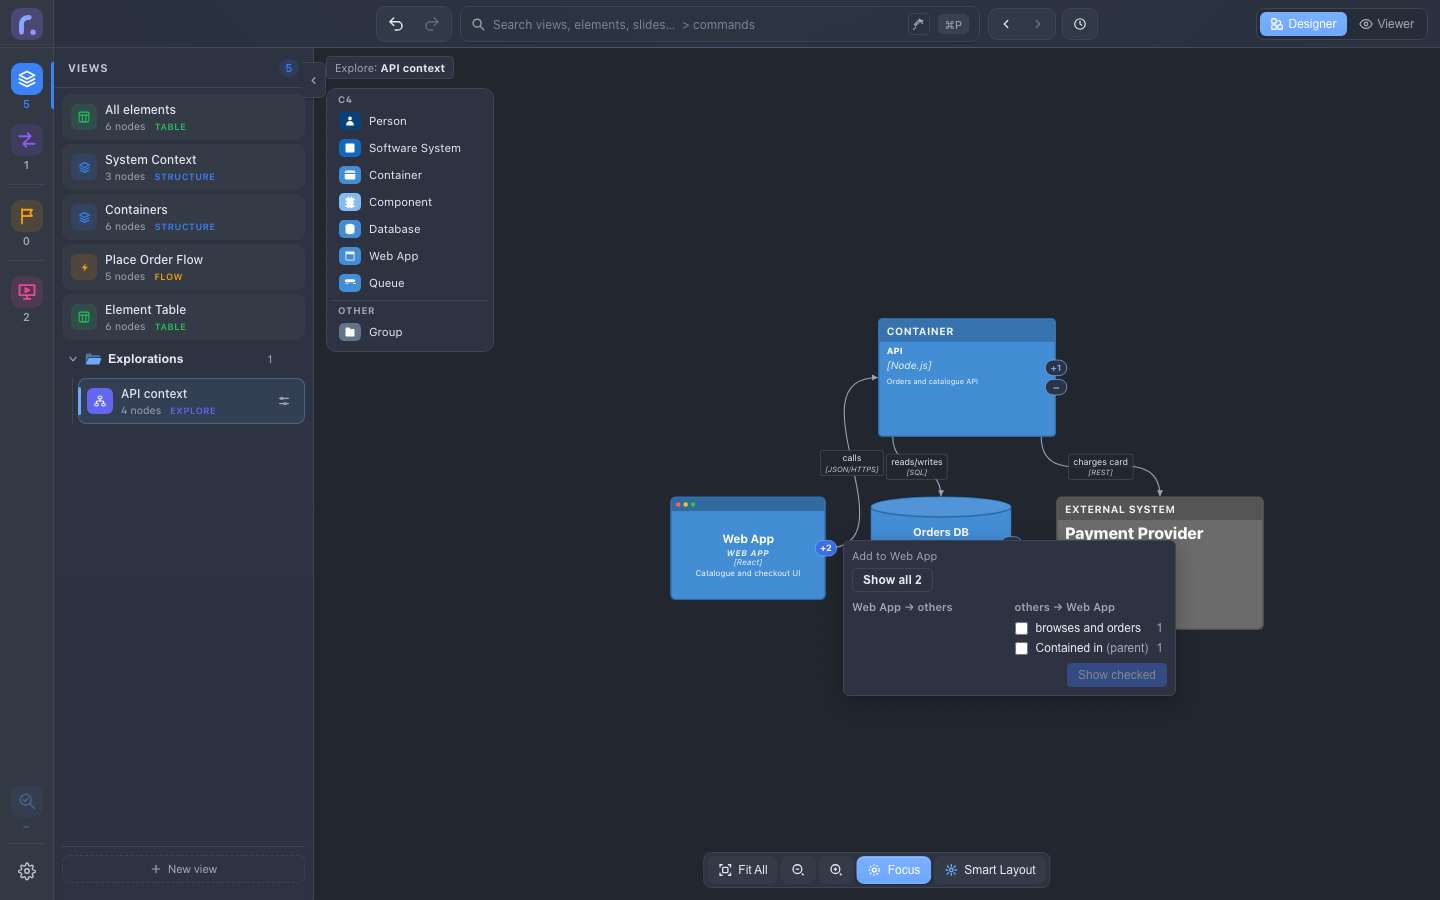 Search views, elements, slides... > commands
⌘P
Designer
Viewer
5
1
0
2
–
VIEWS
5
All elements
6 nodes TABLE
System Context
3 nodes STRUCTURE
Containers
6 nodes STRUCTURE
Place Order Flow
5 nodes FLOW
Element Table
6 nodes TABLE
Explorations 1
API context
4 nodes EXPLORE
+ New view
Explore: API context
C4
Person
Software System
Container
Component
Database
Web App
Queue
OTHER
Group
CONTAINER
API
[Node.js]
Orders and catalogue API
+1
–
calls
[JSON/HTTPS]
reads/writes
[SQL]
charges card
[REST]
Web App
WEB APP
[React]
Catalogue and checkout UI
+2
Orders DB
EXTERNAL SYSTEM
Payment Provider
Add to Web App
Show all 2
Web App → others
others → Web App
browses and orders 1
Contained in (parent) 1
Show checked
Fit All
Focus
Smart Layout